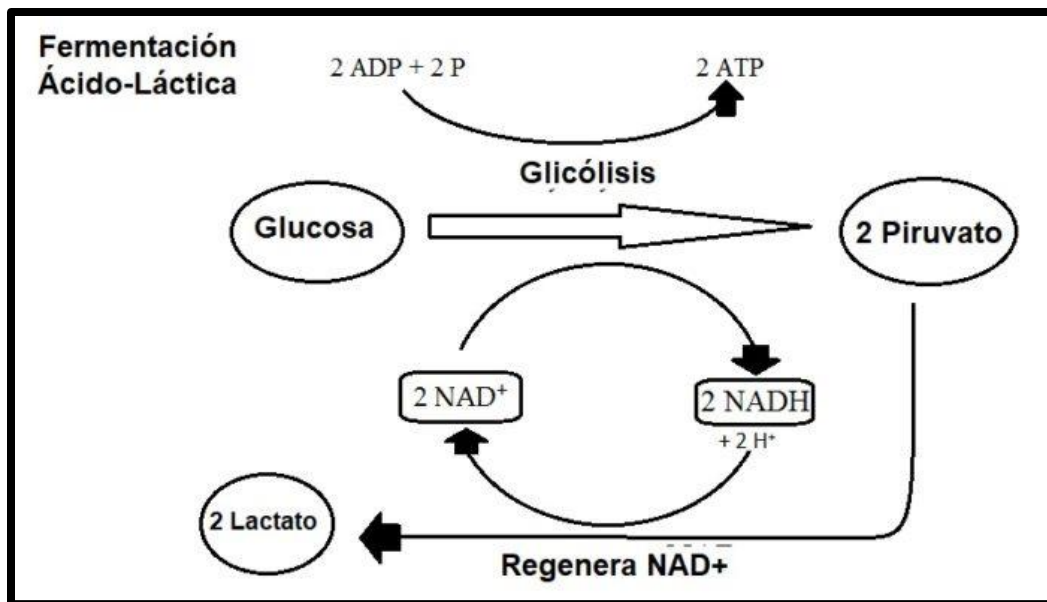 Fermentación
Ácido-Láctica
2 ADP + 2 P
2 ATP
Glicólisis
Glucosa
2 Piruvato
2 NAD⁺
2 NADH
+ 2 H⁺
2 Lactato
Regenera NAD+